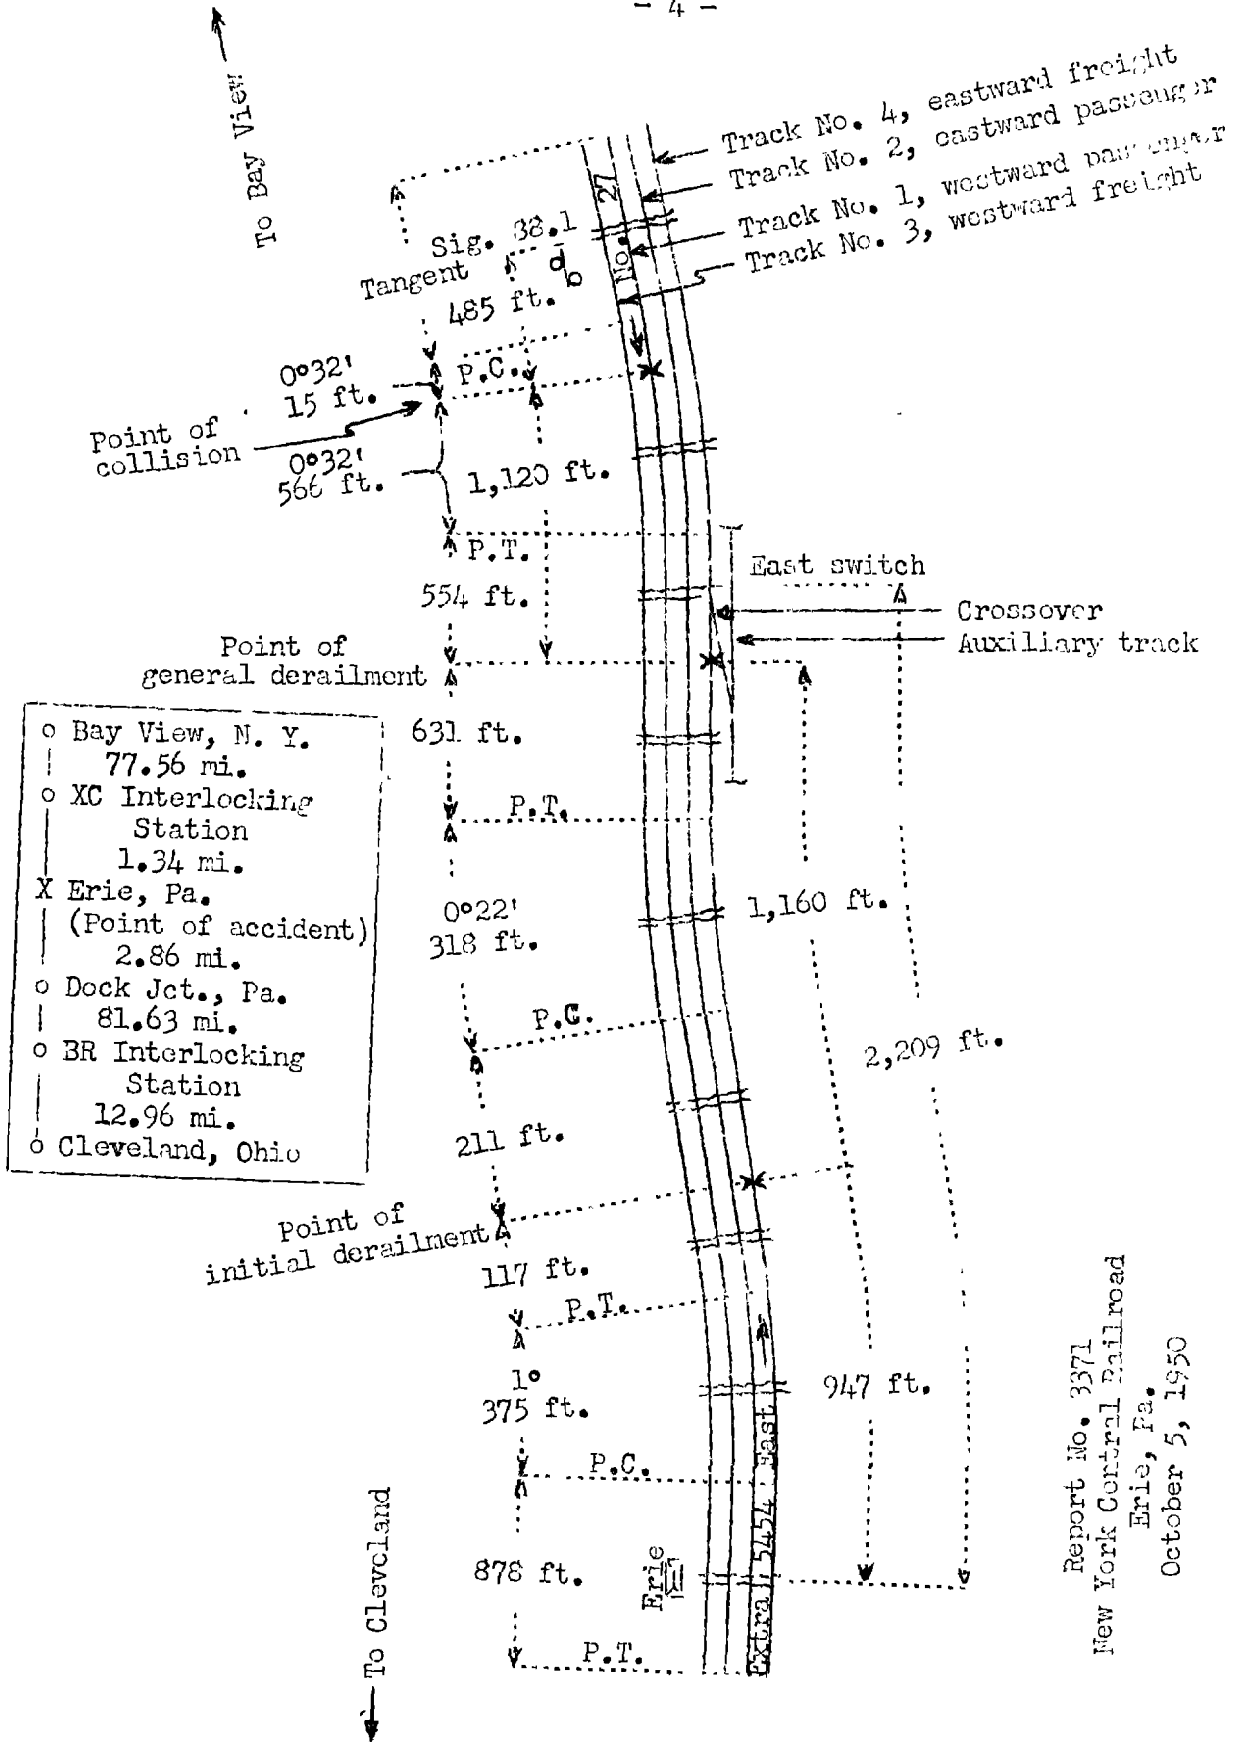 - 4 -
To Bay View
Track No. 4, eastward freight
Track No. 2, eastward passenger
Track No. 1, westward passenger
Track No. 3, westward freight
No. 27
Sig. 88.1
Tangent
485 ft.
0°32'
15 ft.
P.C.
Point of
collision
0°32'
566 ft.
1,120 ft.
P.T.
East switch
554 ft.
Crossover
Auxiliary track
Point of
general derailment
631 ft.
P.T.
Bay View, N. Y.
77.56 mi.
XC Interlocking
Station
1.34 mi.
X Erie, Pa.
(Point of accident)
2.86 mi.
Dock Jct., Pa.
81.63 mi.
BR Interlocking
Station
12.96 mi.
Cleveland, Ohio
0°22'
318 ft.
1,160 ft.
P.C.
2,209 ft.
211 ft.
Point of
initial derailment
117 ft.
P.T.
1°
375 ft.
947 ft.
P.C.
878 ft.
Erie
Extra 5454 East
P.T.
To Cleveland
Report No. 3371
New York Central Railroad
Erie, Pa.
October 5, 1950